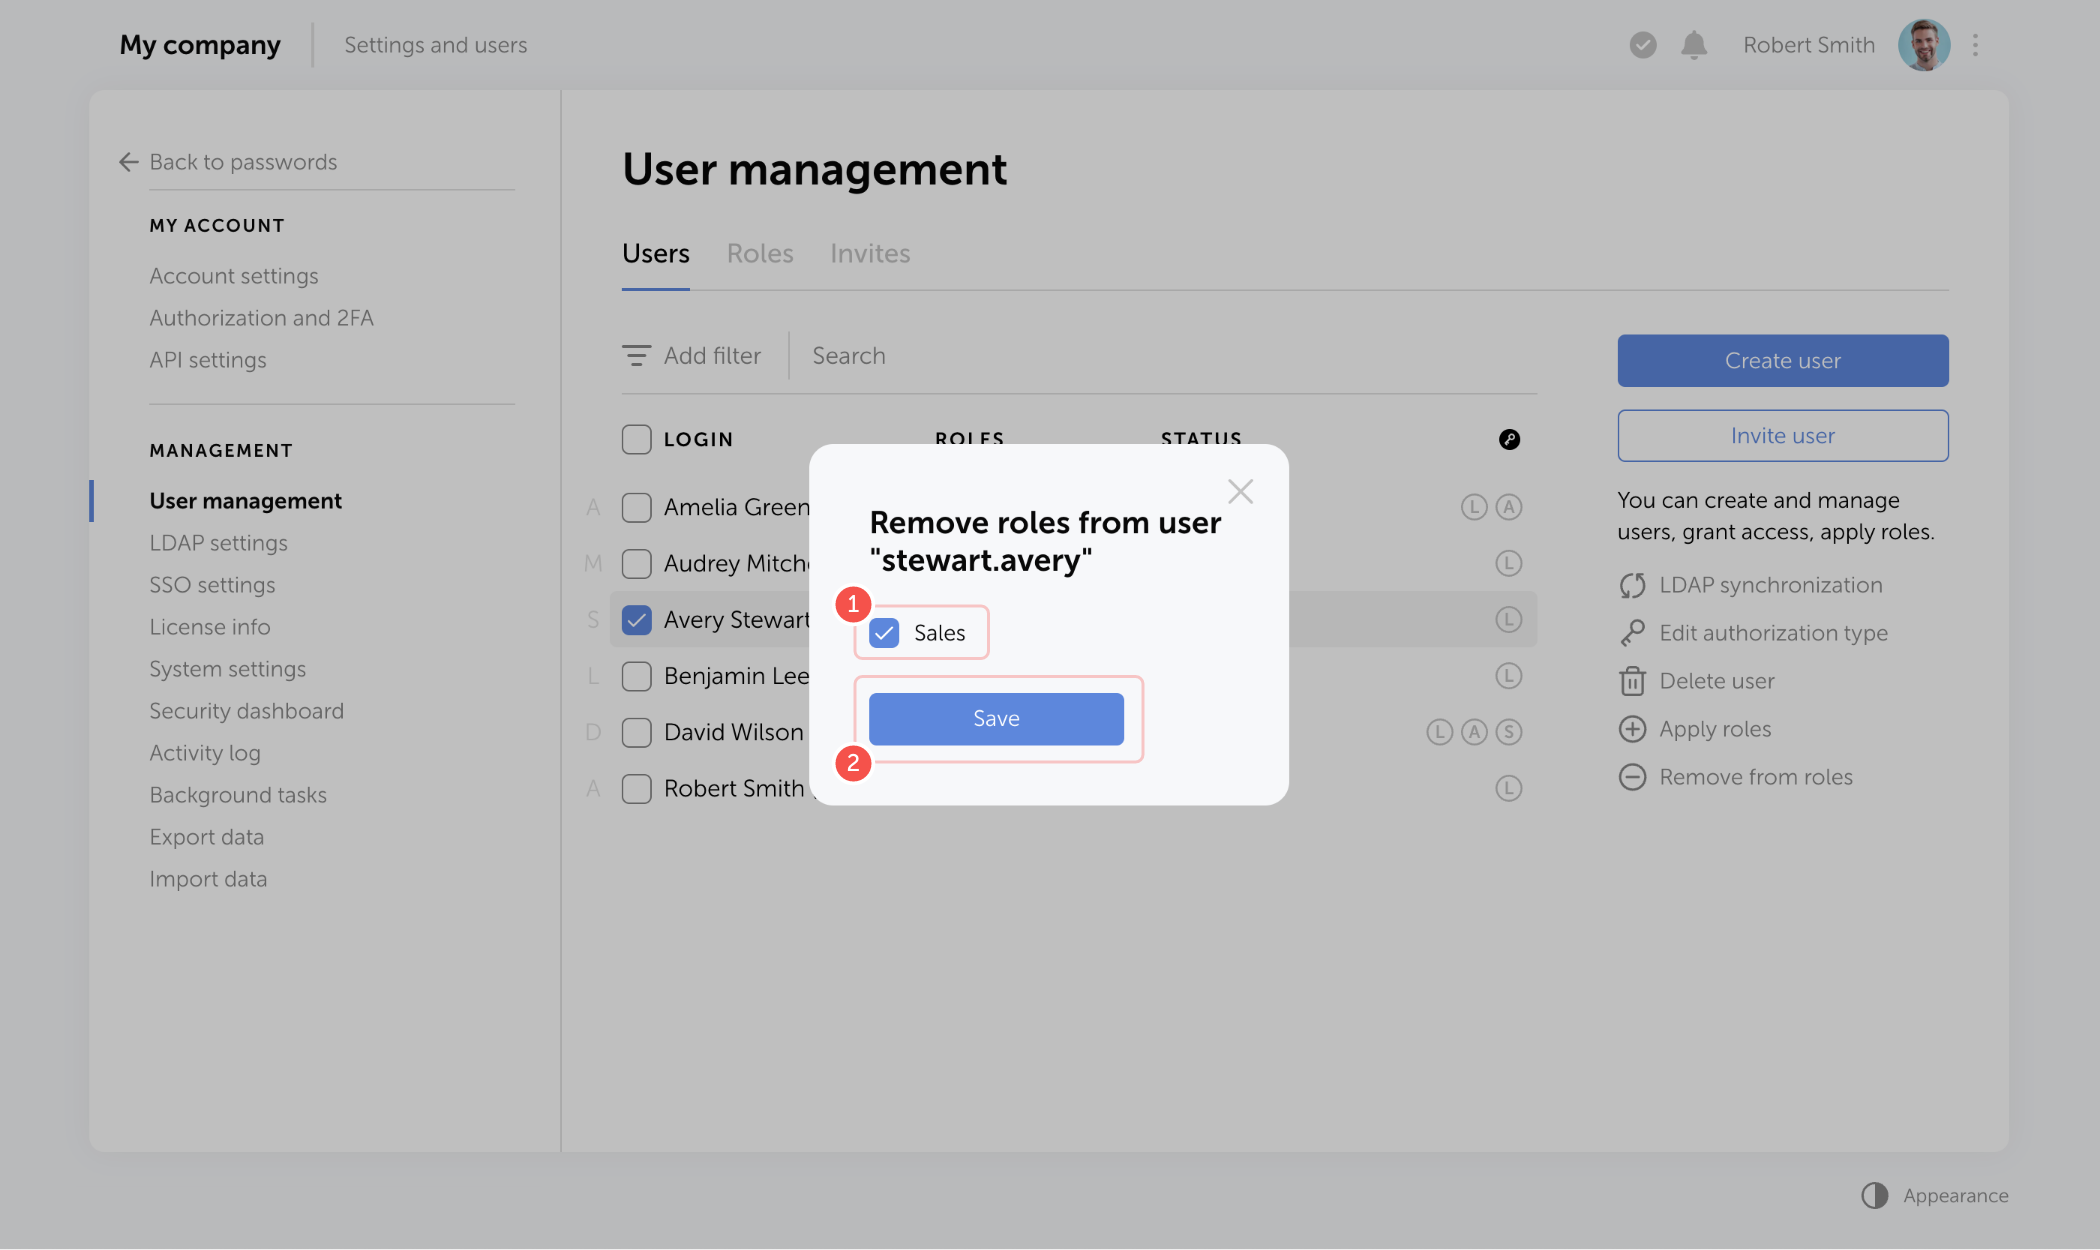 My company
Settings and users
Robert Smith
Back to passwords
MY ACCOUNT
Account settings
Authorization and 2FA
API settings
MANAGEMENT
User management
LDAP settings
SSO settings
License info
System settings
Security dashboard
Activity log
Background tasks
Export data
Import data
User management
Users Roles Invites
Add filter Search
LOGIN ROLES STATUS
A Amelia Green L A
M Audrey Mitch L
S Avery Stewart L
L Benjamin Lee L
D David Wilson L A S
A Robert Smith L
Remove roles from user
"stewart.avery"
1
Sales
Save
2
Create user
Invite user
You can create and manage
users, grant access, apply roles.
LDAP synchronization
Edit authorization type
Delete user
Apply roles
Remove from roles
Appearance